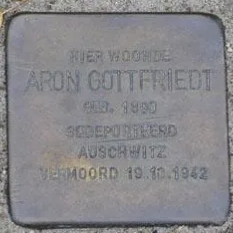 HIER WOONDE
ARON GOTTFRIEDT
GEB. 1890
GEDEPORTEERD
AUSCHWITZ
VERMOORD 19.10.1942